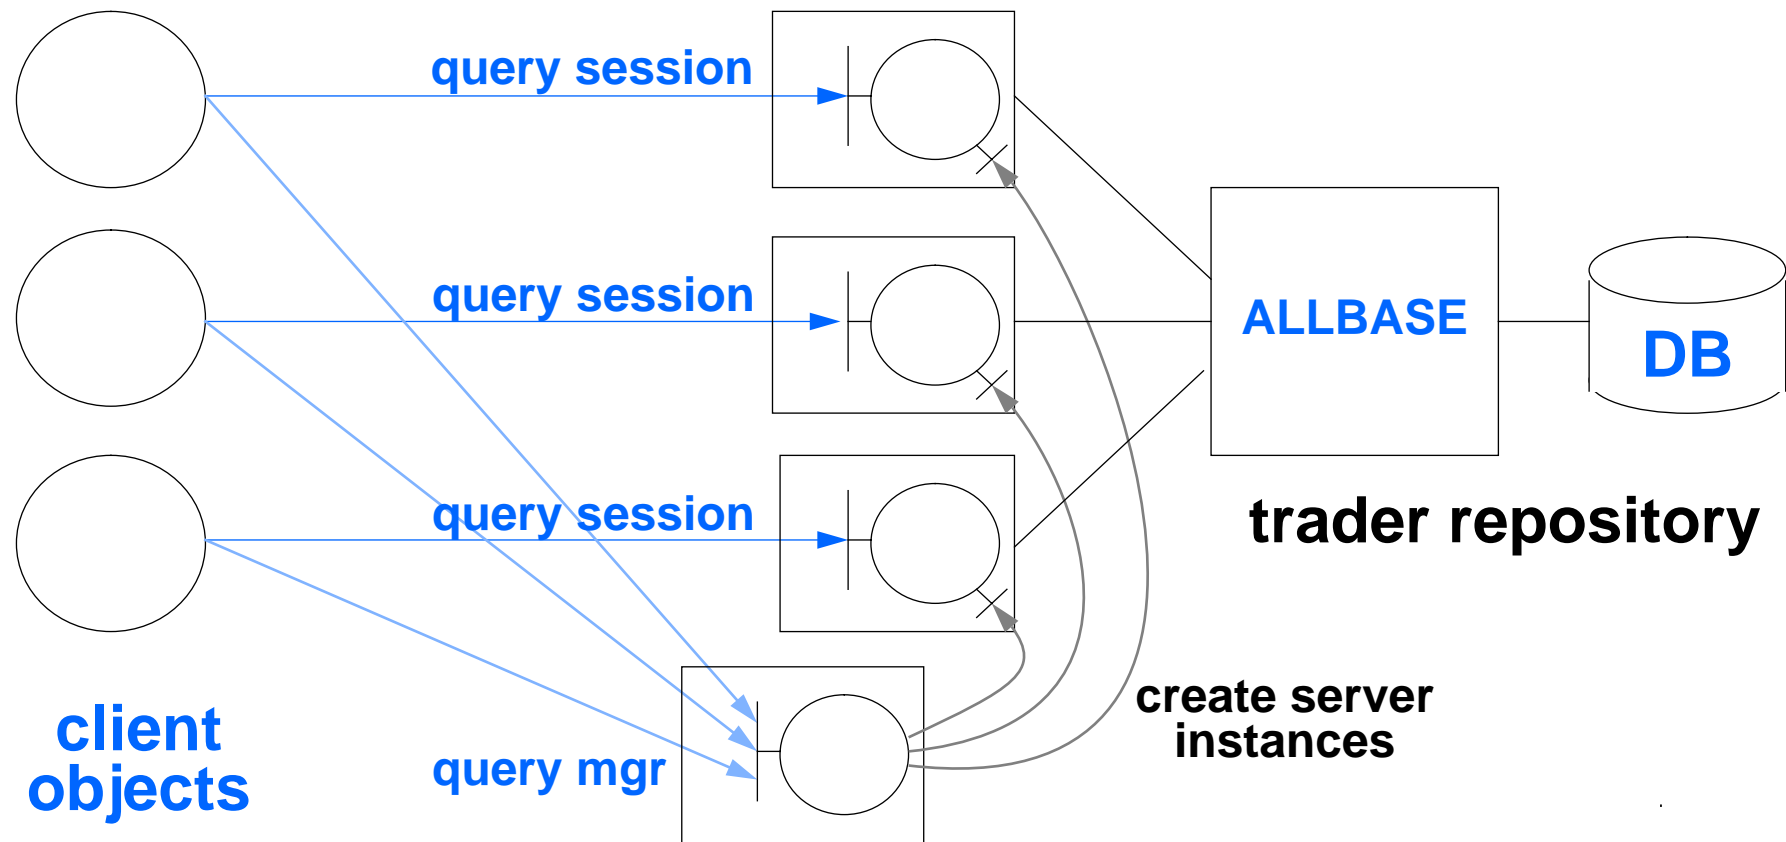 query session
query session
ALLBASE
DB
query session
trader repository
client
objects
query mgr
create server
instances